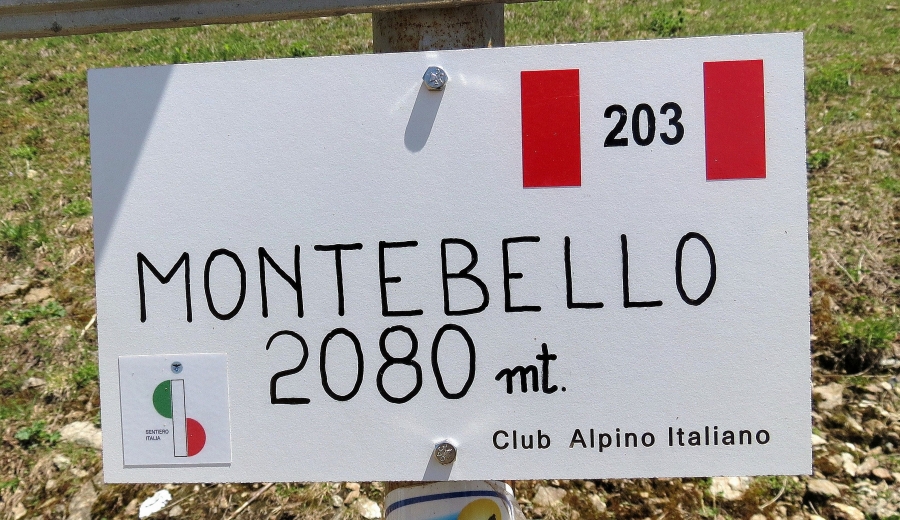 203
MONTEBELLO
2080 mt.
SENTIERO
ITALIA
Club Alpino Italiano